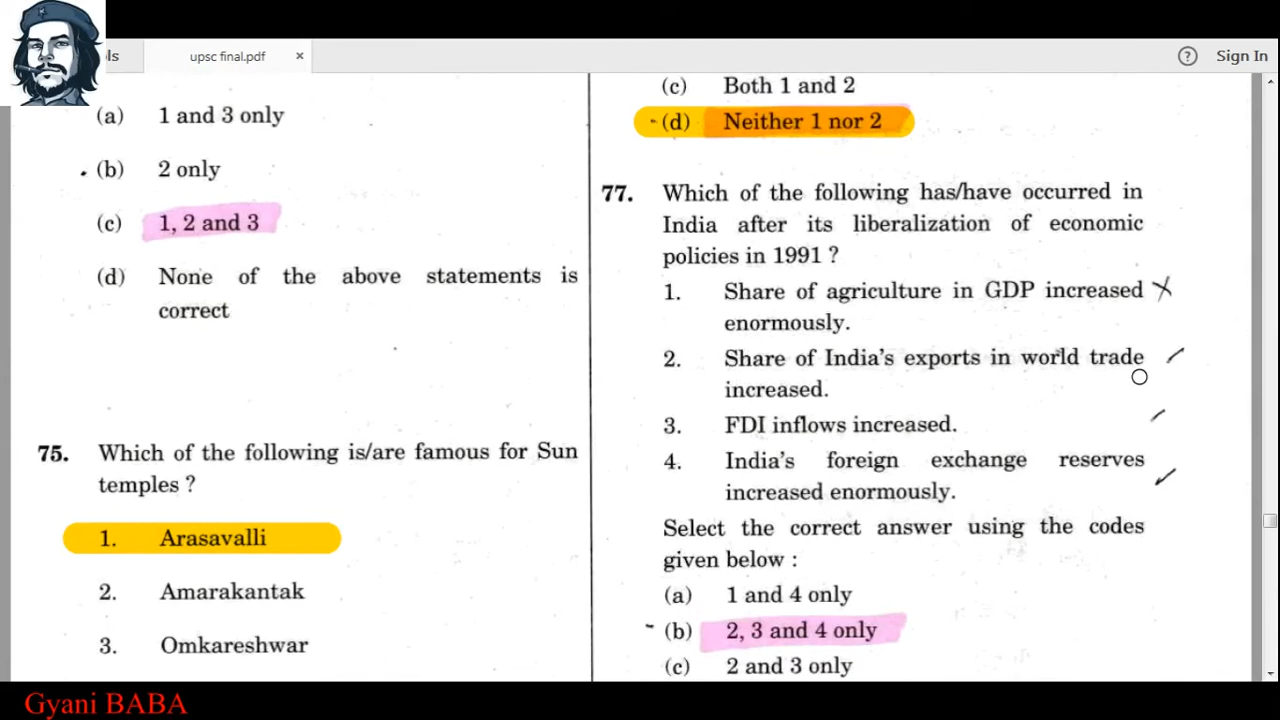 ls
upsc final.pdf ×
? Sign In
(a) 1 and 3 only
(b) 2 only
(c) 1, 2 and 3
(d) None of the above statements is
correct
75. Which of the following is/are famous for Sun
temples ?
1. Arasavalli
2. Amarakantak
3. Omkareshwar
(c) Both 1 and 2
(d) Neither 1 nor 2
77. Which of the following has/have occurred in
India after its liberalization of economic
policies in 1991 ?
1. Share of agriculture in GDP increased
enormously.
2. Share of India's exports in world trade
increased.
3. FDI inflows increased.
4. India's foreign exchange reserves
increased enormously.
Select the correct answer using the codes
given below :
(a) 1 and 4 only
(b) 2, 3 and 4 only
(c) 2 and 3 only
Gyani BABA